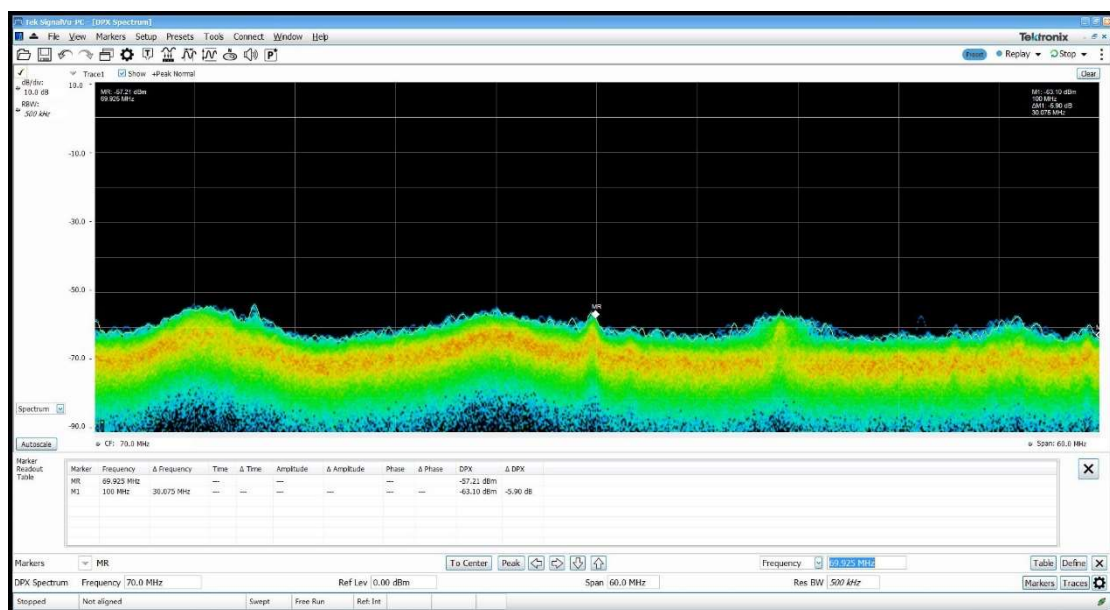 Tek SignalVu-PC - [DPX Spectrum]
File View Markers Setup Presets Tools Connect Window Help
Tektronix
Preset Replay Stop
Trace1 Show +Peak Normal
Clear
dB/div:
10.0 dB
RBW:
500 kHz
10.0
-10.0
-30.0
-50.0
-70.0
-90.0
MR: -57.21 dBm
69.925 MHz
M1: -63.10 dBm
100 MHz
ΔM1: -5.90 dB
30.075 MHz
MR
Spectrum
Autoscale
CF: 70.0 MHz
Span: 60.0 MHz
Marker
Readout
Table
Marker Frequency Δ Frequency Time Δ Time Amplitude Δ Amplitude Phase Δ Phase DPX Δ DPX
MR 69.925 MHz --- --- --- -57.21 dBm
M1 100 MHz 30.075 MHz --- --- --- --- --- --- -63.10 dBm -5.90 dB
Markers MR To Center Peak Frequency 69.925 MHz Table Define
DPX Spectrum Frequency 70.0 MHz Ref Lev 0.00 dBm Span 60.0 MHz Res BW 500 kHz Markers Traces
Stopped Not aligned Swept Free Run Ref: Int